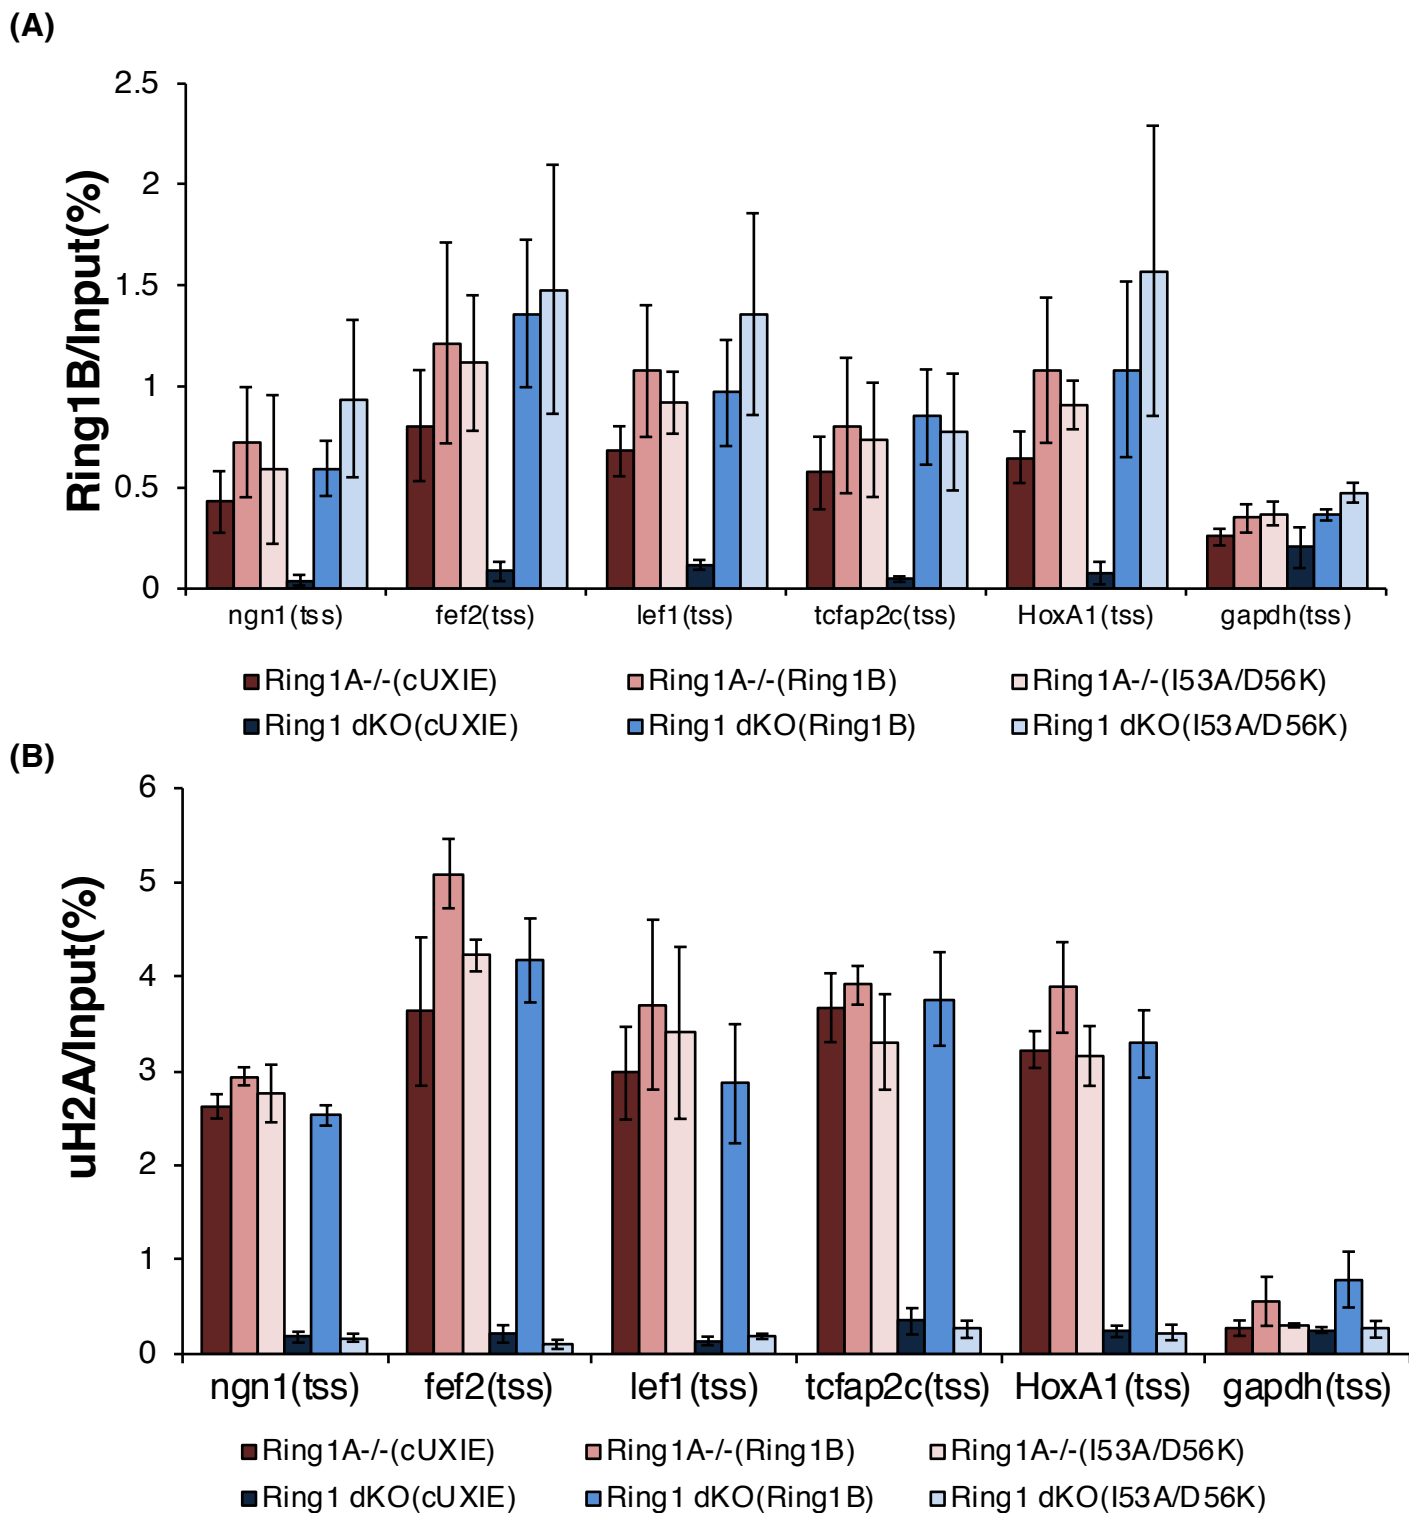 (A)
2.5
2
1.5
1
0.5
0
Ring1B/Input(%)
ngn1(tss) fef2(tss) lef1(tss) tcfap2c(tss) HoxA1(tss) gapdh(tss)
Ring1A-/-(cUXIE) Ring1A-/-(Ring1B) Ring1A-/-(I53A/D56K)
Ring1 dKO(cUXIE) Ring1 dKO(Ring1B) Ring1 dKO(I53A/D56K)
(B)
6
5
4
3
2
1
0
uH2A/Input(%)
ngn1(tss) fef2(tss) lef1(tss) tcfap2c(tss) HoxA1(tss) gapdh(tss)
Ring1A-/-(cUXIE) Ring1A-/-(Ring1B) Ring1A-/-(I53A/D56K)
Ring1 dKO(cUXIE) Ring1 dKO(Ring1B) Ring1 dKO(I53A/D56K)